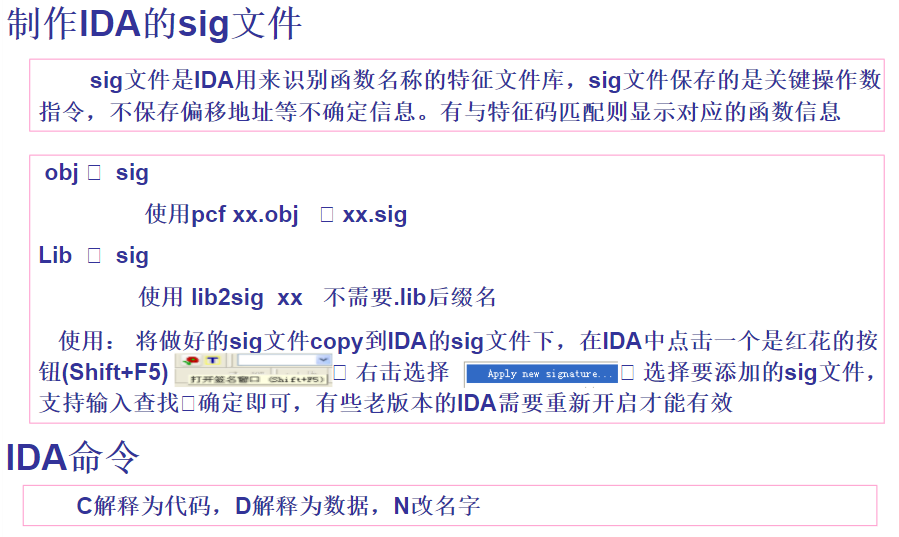 制作IDA的sig文件
sig文件是IDA用来识别函数名称的特征文件库，sig文件保存的是关键操作数
指令，不保存偏移地址等不确定信息。有与特征码匹配则显示对应的函数信息
obj □ sig
使用pcf xx.obj □ xx.sig
Lib □ sig
使用 lib2sig xx 不需要.lib后缀名
使用： 将做好的sig文件copy到IDA的sig文件下，在IDA中点击一个是红花的按
钮(Shift+F5) 打开签名窗口 (Shift+F5) □ 右击选择 Apply new signature... □ 选择要添加的sig文件，
支持输入查找□确定即可，有些老版本的IDA需要重新开启才能有效
IDA命令
C解释为代码，D解释为数据，N改名字